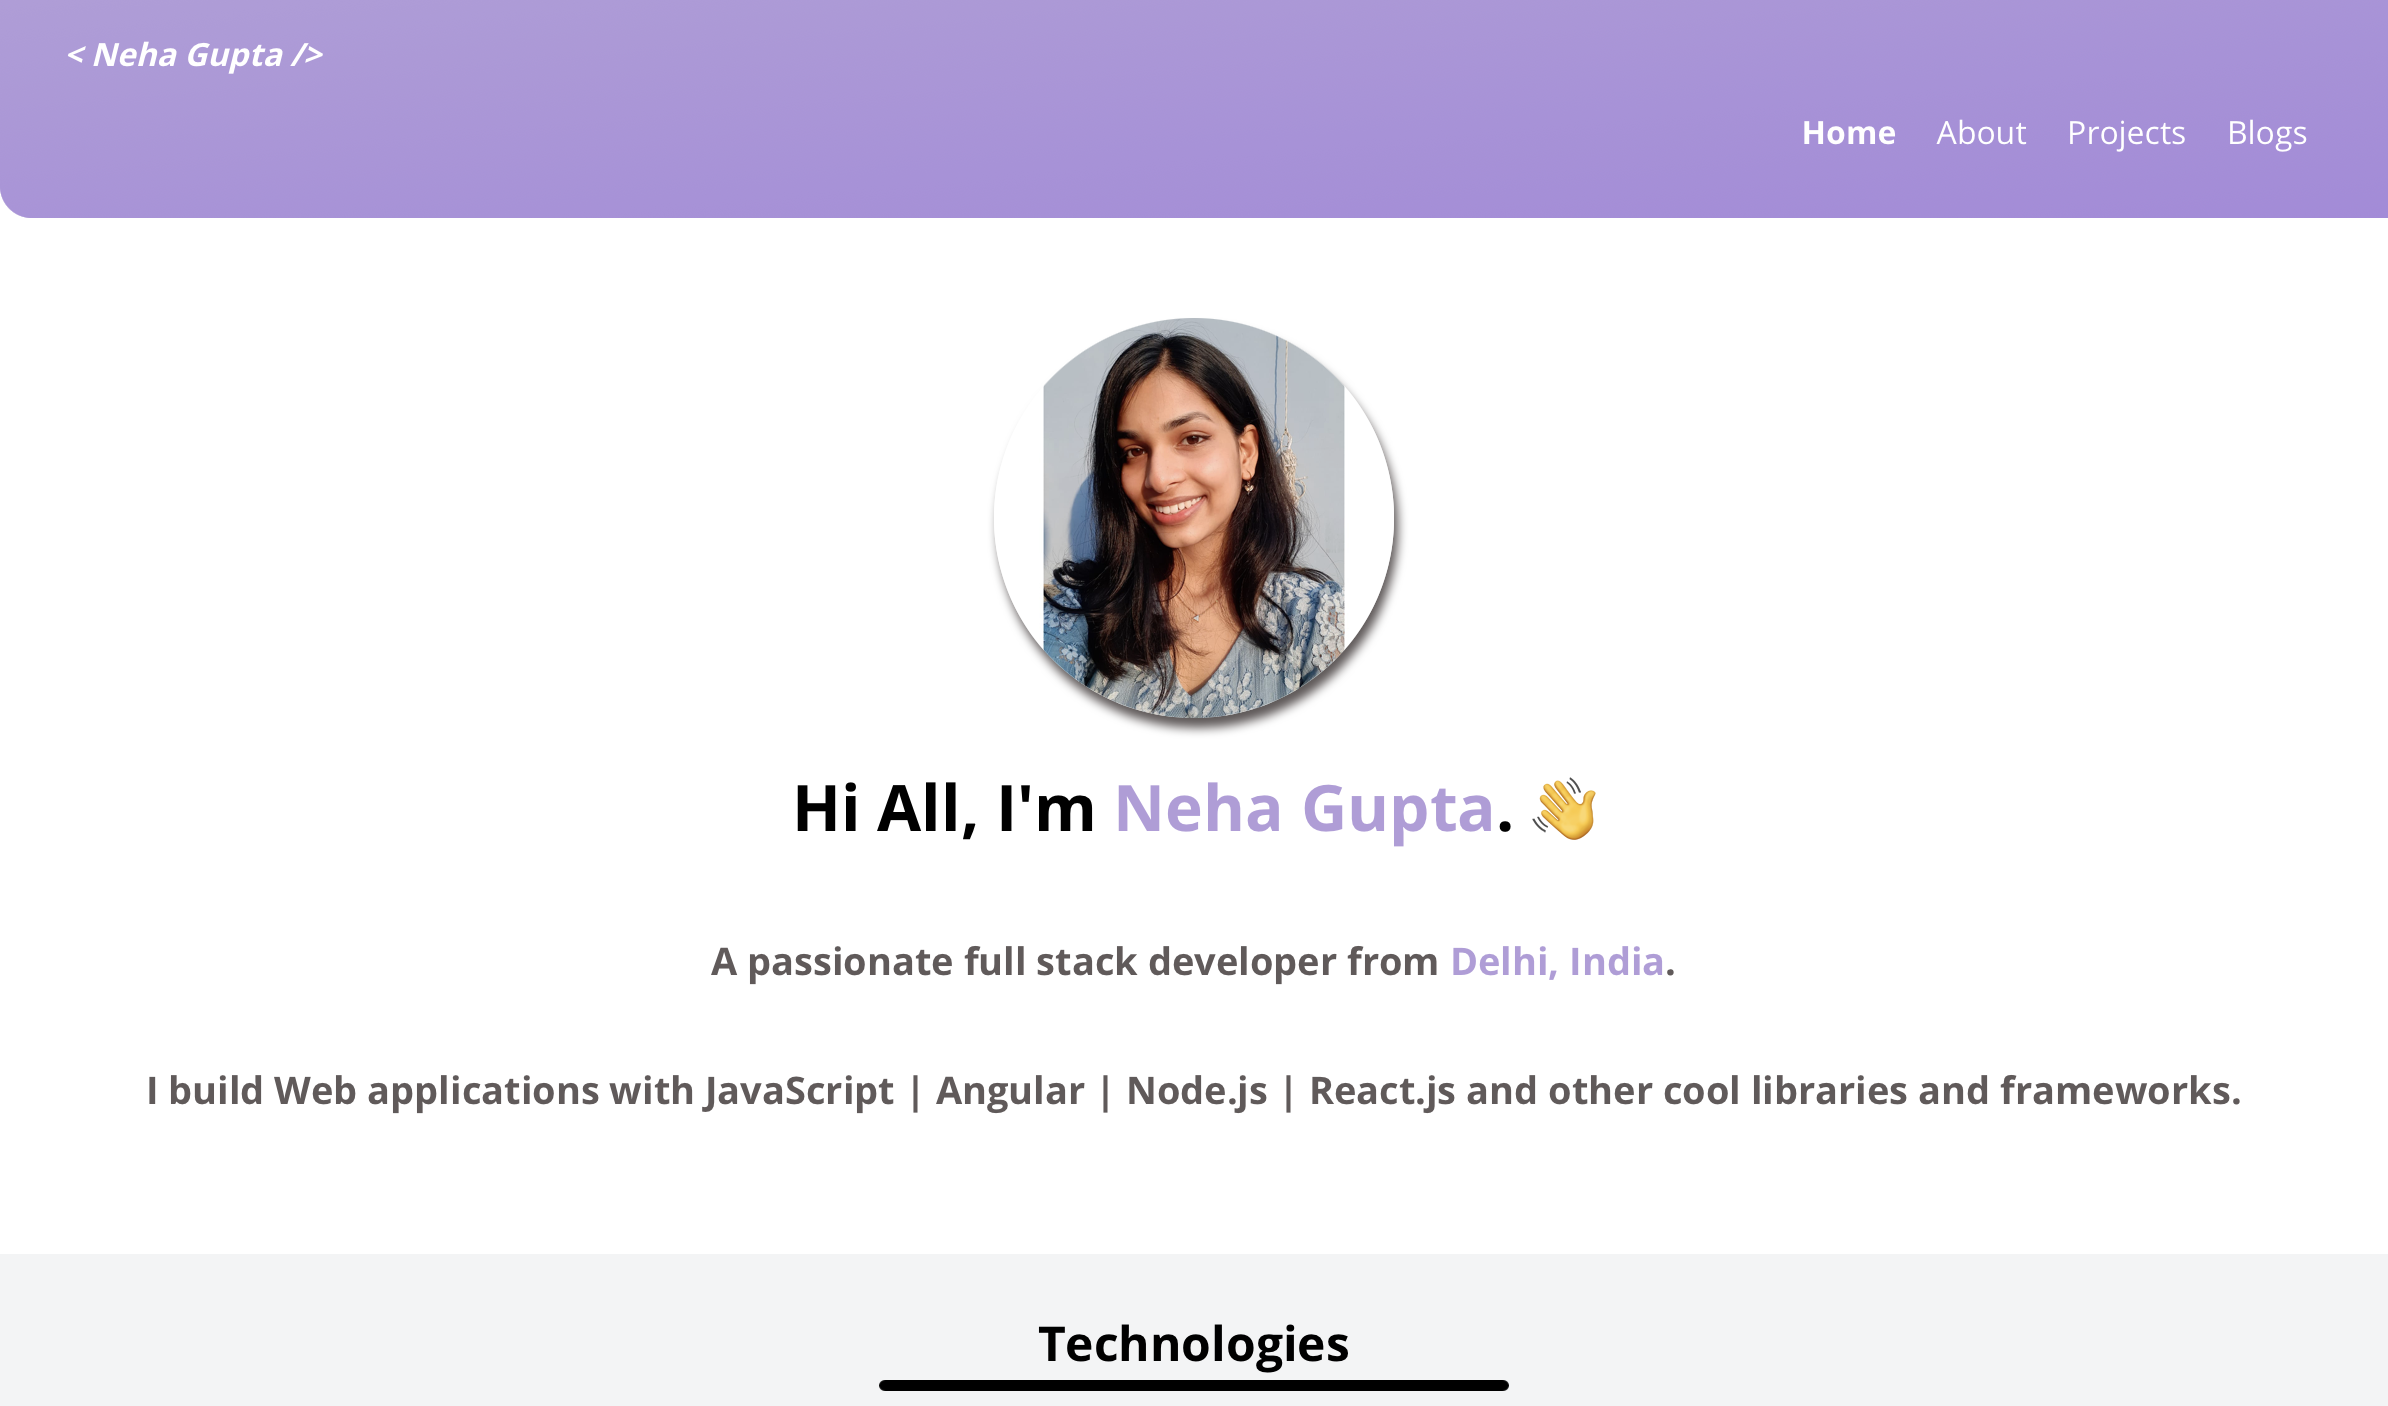 < Neha Gupta />
Home About Projects Blogs
Hi All, I'm Neha Gupta. 👋
A passionate full stack developer from Delhi, India.
I build Web applications with JavaScript | Angular | Node.js | React.js and other cool libraries and frameworks.
Technologies